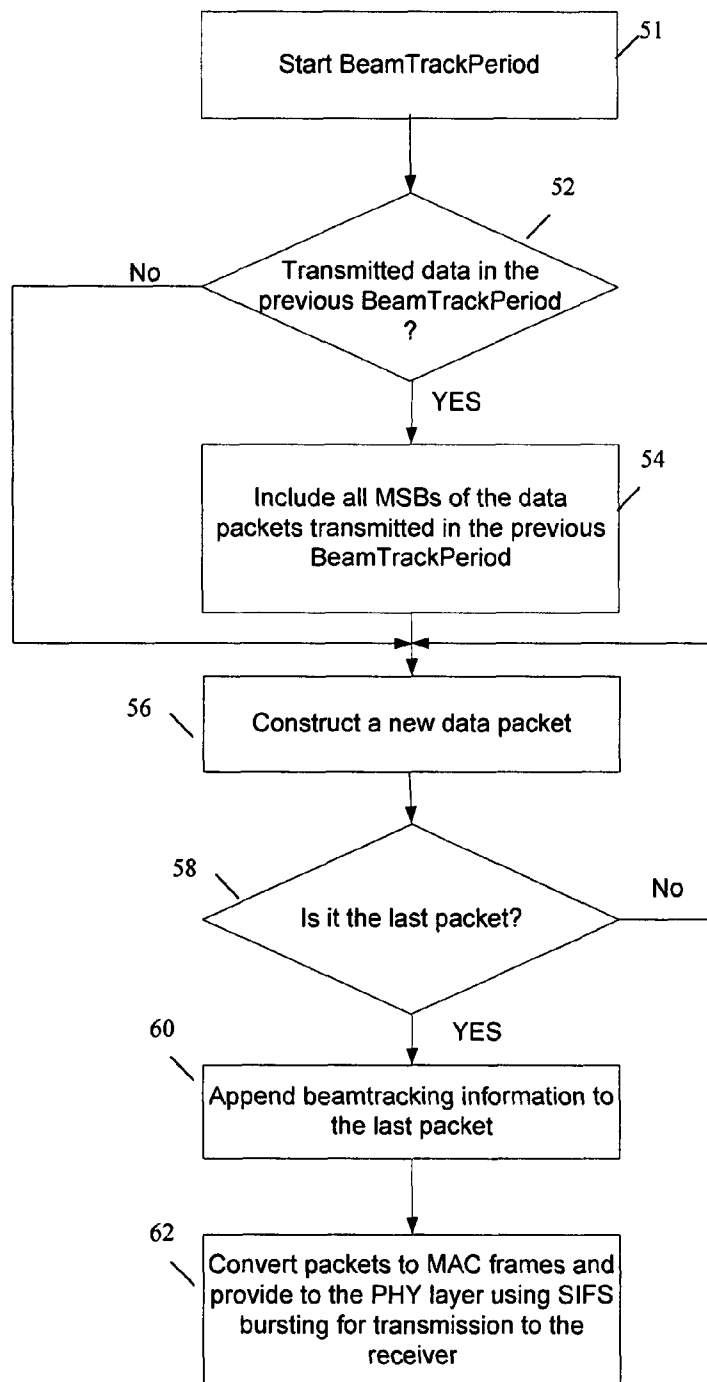 51
Start BeamTrackPeriod
52
No
Transmitted data in the
previous BeamTrackPeriod
?
YES
54
Include all MSBs of the data
packets transmitted in the previous
BeamTrackPeriod
56
Construct a new data packet
58
No
Is it the last packet?
YES
60
Append beamtracking information to
the last packet
62
Convert packets to MAC frames and
provide to the PHY layer using SIFS
bursting for transmission to the
receiver